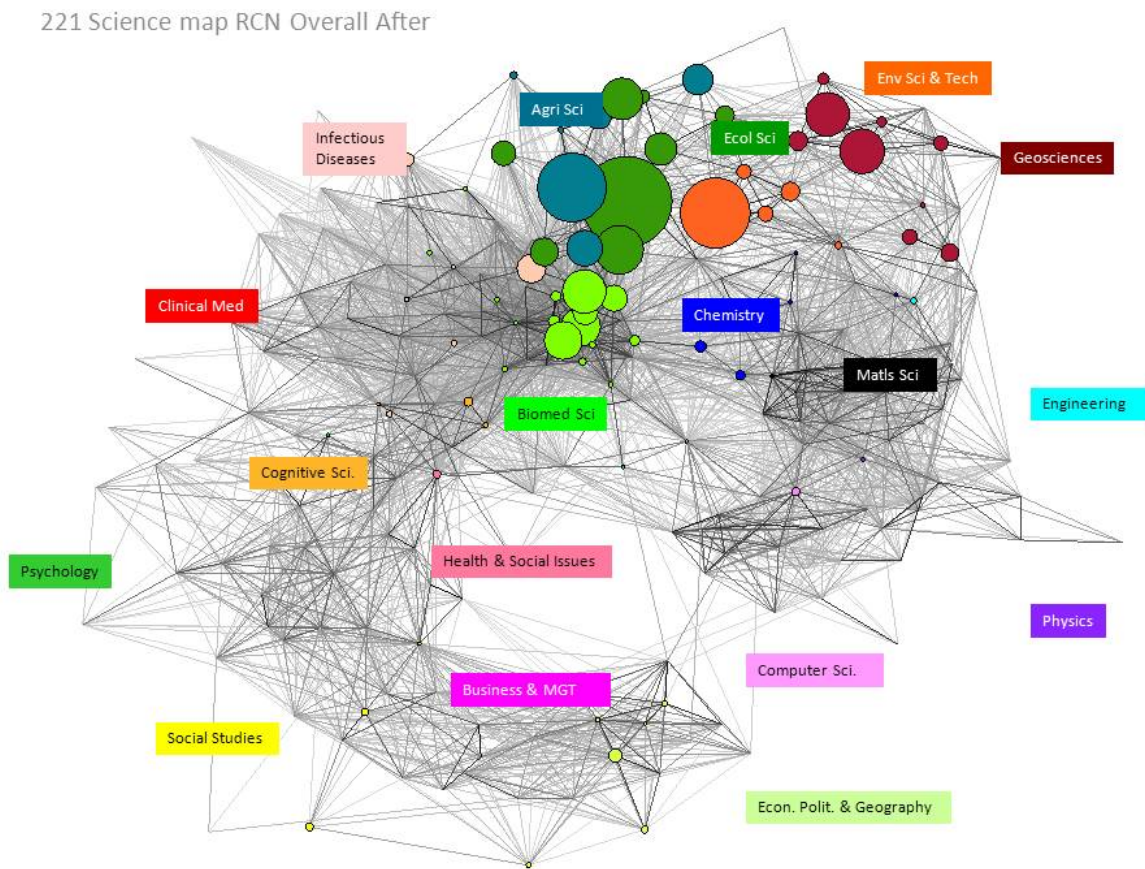 221 Science map RCN Overall After
Env Sci & Tech
Agri Sci
Infectious
Diseases
Ecol Sci
Geosciences
Clinical Med
Chemistry
Matls Sci
Biomed Sci
Engineering
Cognitive Sci.
Health & Social Issues
Psychology
Physics
Computer Sci.
Business & MGT
Social Studies
Econ. Polit. & Geography